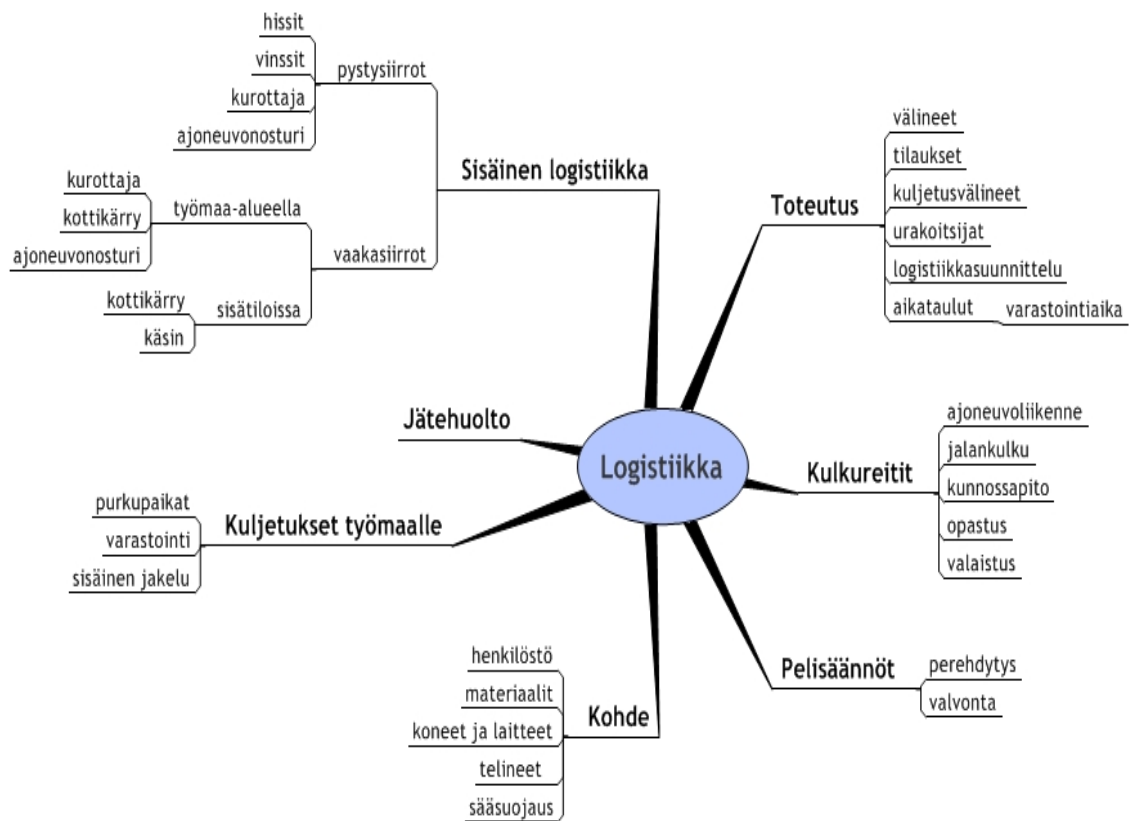 hissit
vinssit
kurottaja
ajoneuvonosturi
pystysiirrot
kurottaja
kottikärry
ajoneuvonosturi
työmaa-alueella
kottikärry
käsin
sisätiloissa
vaakasiirrot
Sisäinen logistiikka
Toteutus
välineet
tilaukset
kuljetusvälineet
urakoitsijat
logistiikkasuunnittelu
aikataulut
varastointiaika
Jätehuolto
Logistiikka
Kulkureitit
ajoneuvoliikenne
jalankulku
kunnossapito
opastus
valaistus
purkupaikat
varastointi
sisäinen jakelu
Kuljetukset työmaalle
henkilöstö
materiaalit
koneet ja laitteet
telineet
sääsuojaus
Kohde
Pelisäännöt
perehdytys
valvonta